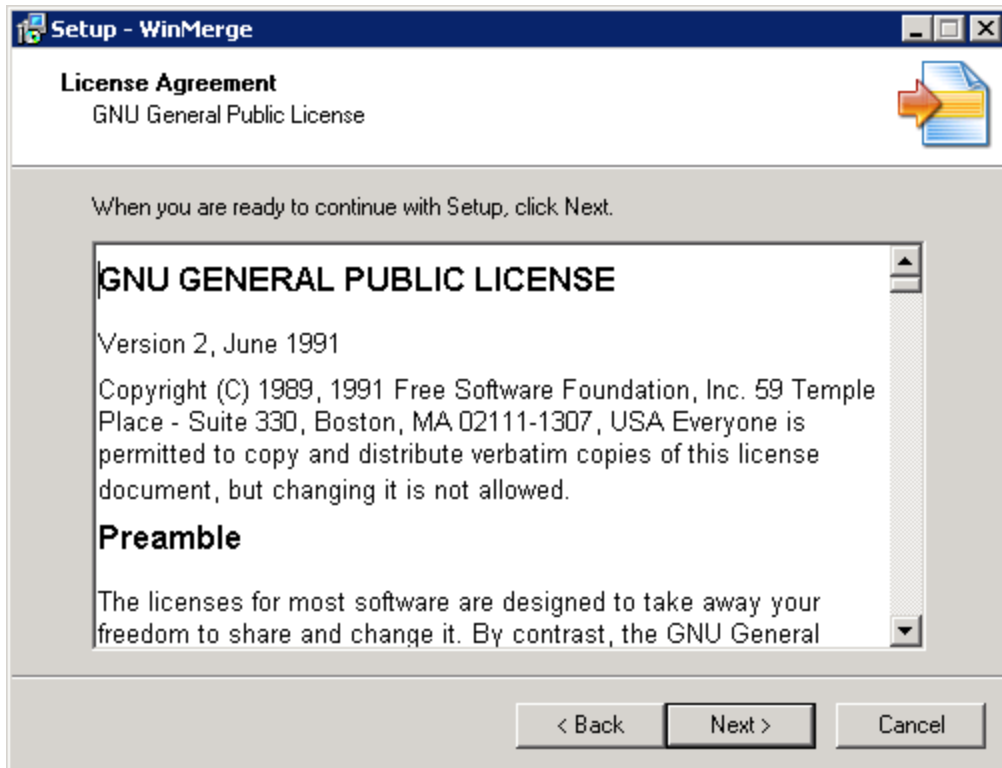 Setup - WinMerge
License Agreement
GNU General Public License
When you are ready to continue with Setup, click Next.
GNU GENERAL PUBLIC LICENSE
Version 2, June 1991
Copyright (C) 1989, 1991 Free Software Foundation, Inc. 59 Temple
Place - Suite 330, Boston, MA 02111-1307, USA Everyone is
permitted to copy and distribute verbatim copies of this license
document, but changing it is not allowed.
Preamble
The licenses for most software are designed to take away your
freedom to share and change it. By contrast, the GNU General
< Back
Next >
Cancel